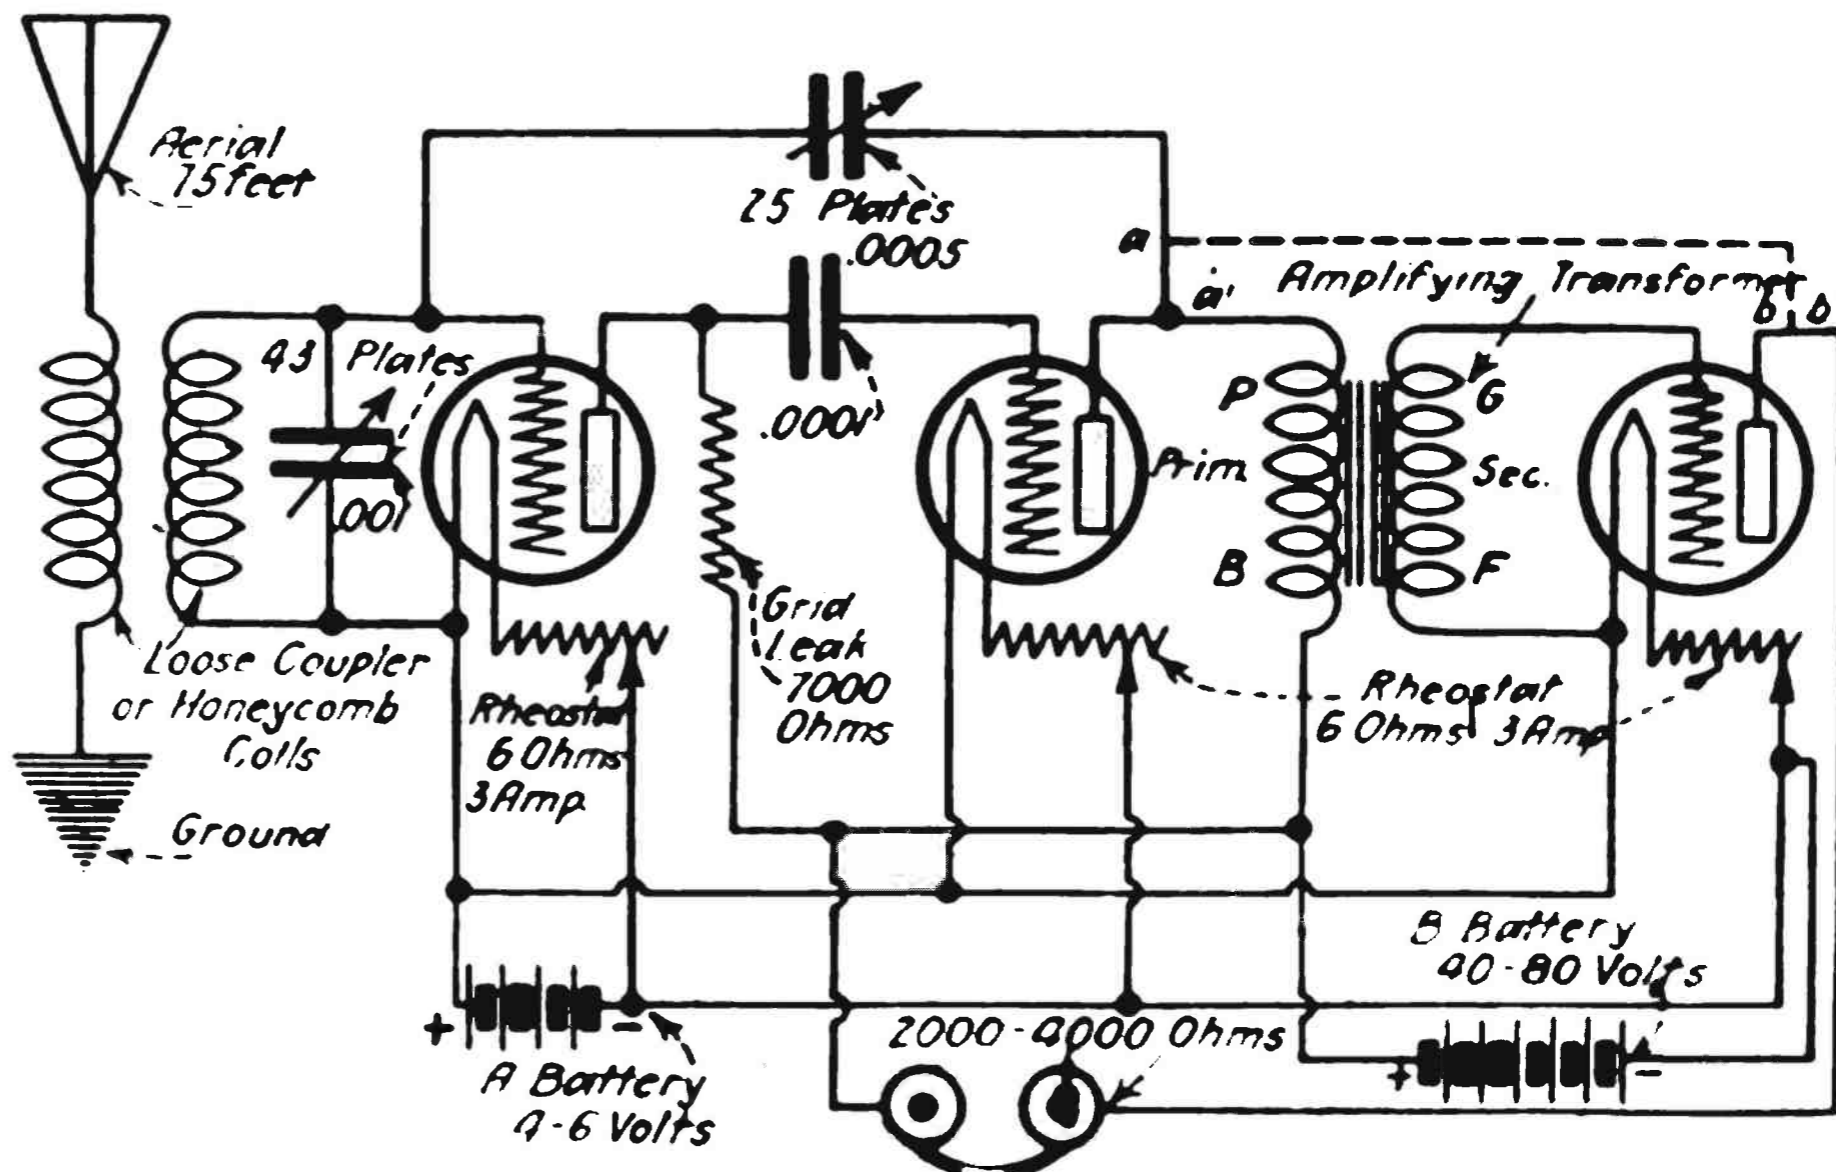 Aerial
75 feet
25 Plates
.0005
a
a'
Amplifying Transformer
b b
43 Plates
.001
.0001
P
G
Prim.
Sec.
B
F
Grid
Leak
7000
Ohms
Loose Coupler
or Honeycomb
Coils
Rheostat
6 Ohms
3 Amp
Rheostat
6 Ohms 3 Amp
Ground
B Battery
40-80 Volts
+ -
2000-4000 Ohms
+ -
A Battery
4-6 Volts